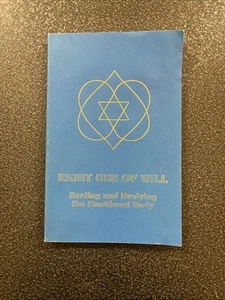 RIGHT USE OF WILL
Healing and Evolving
the Emotional Body